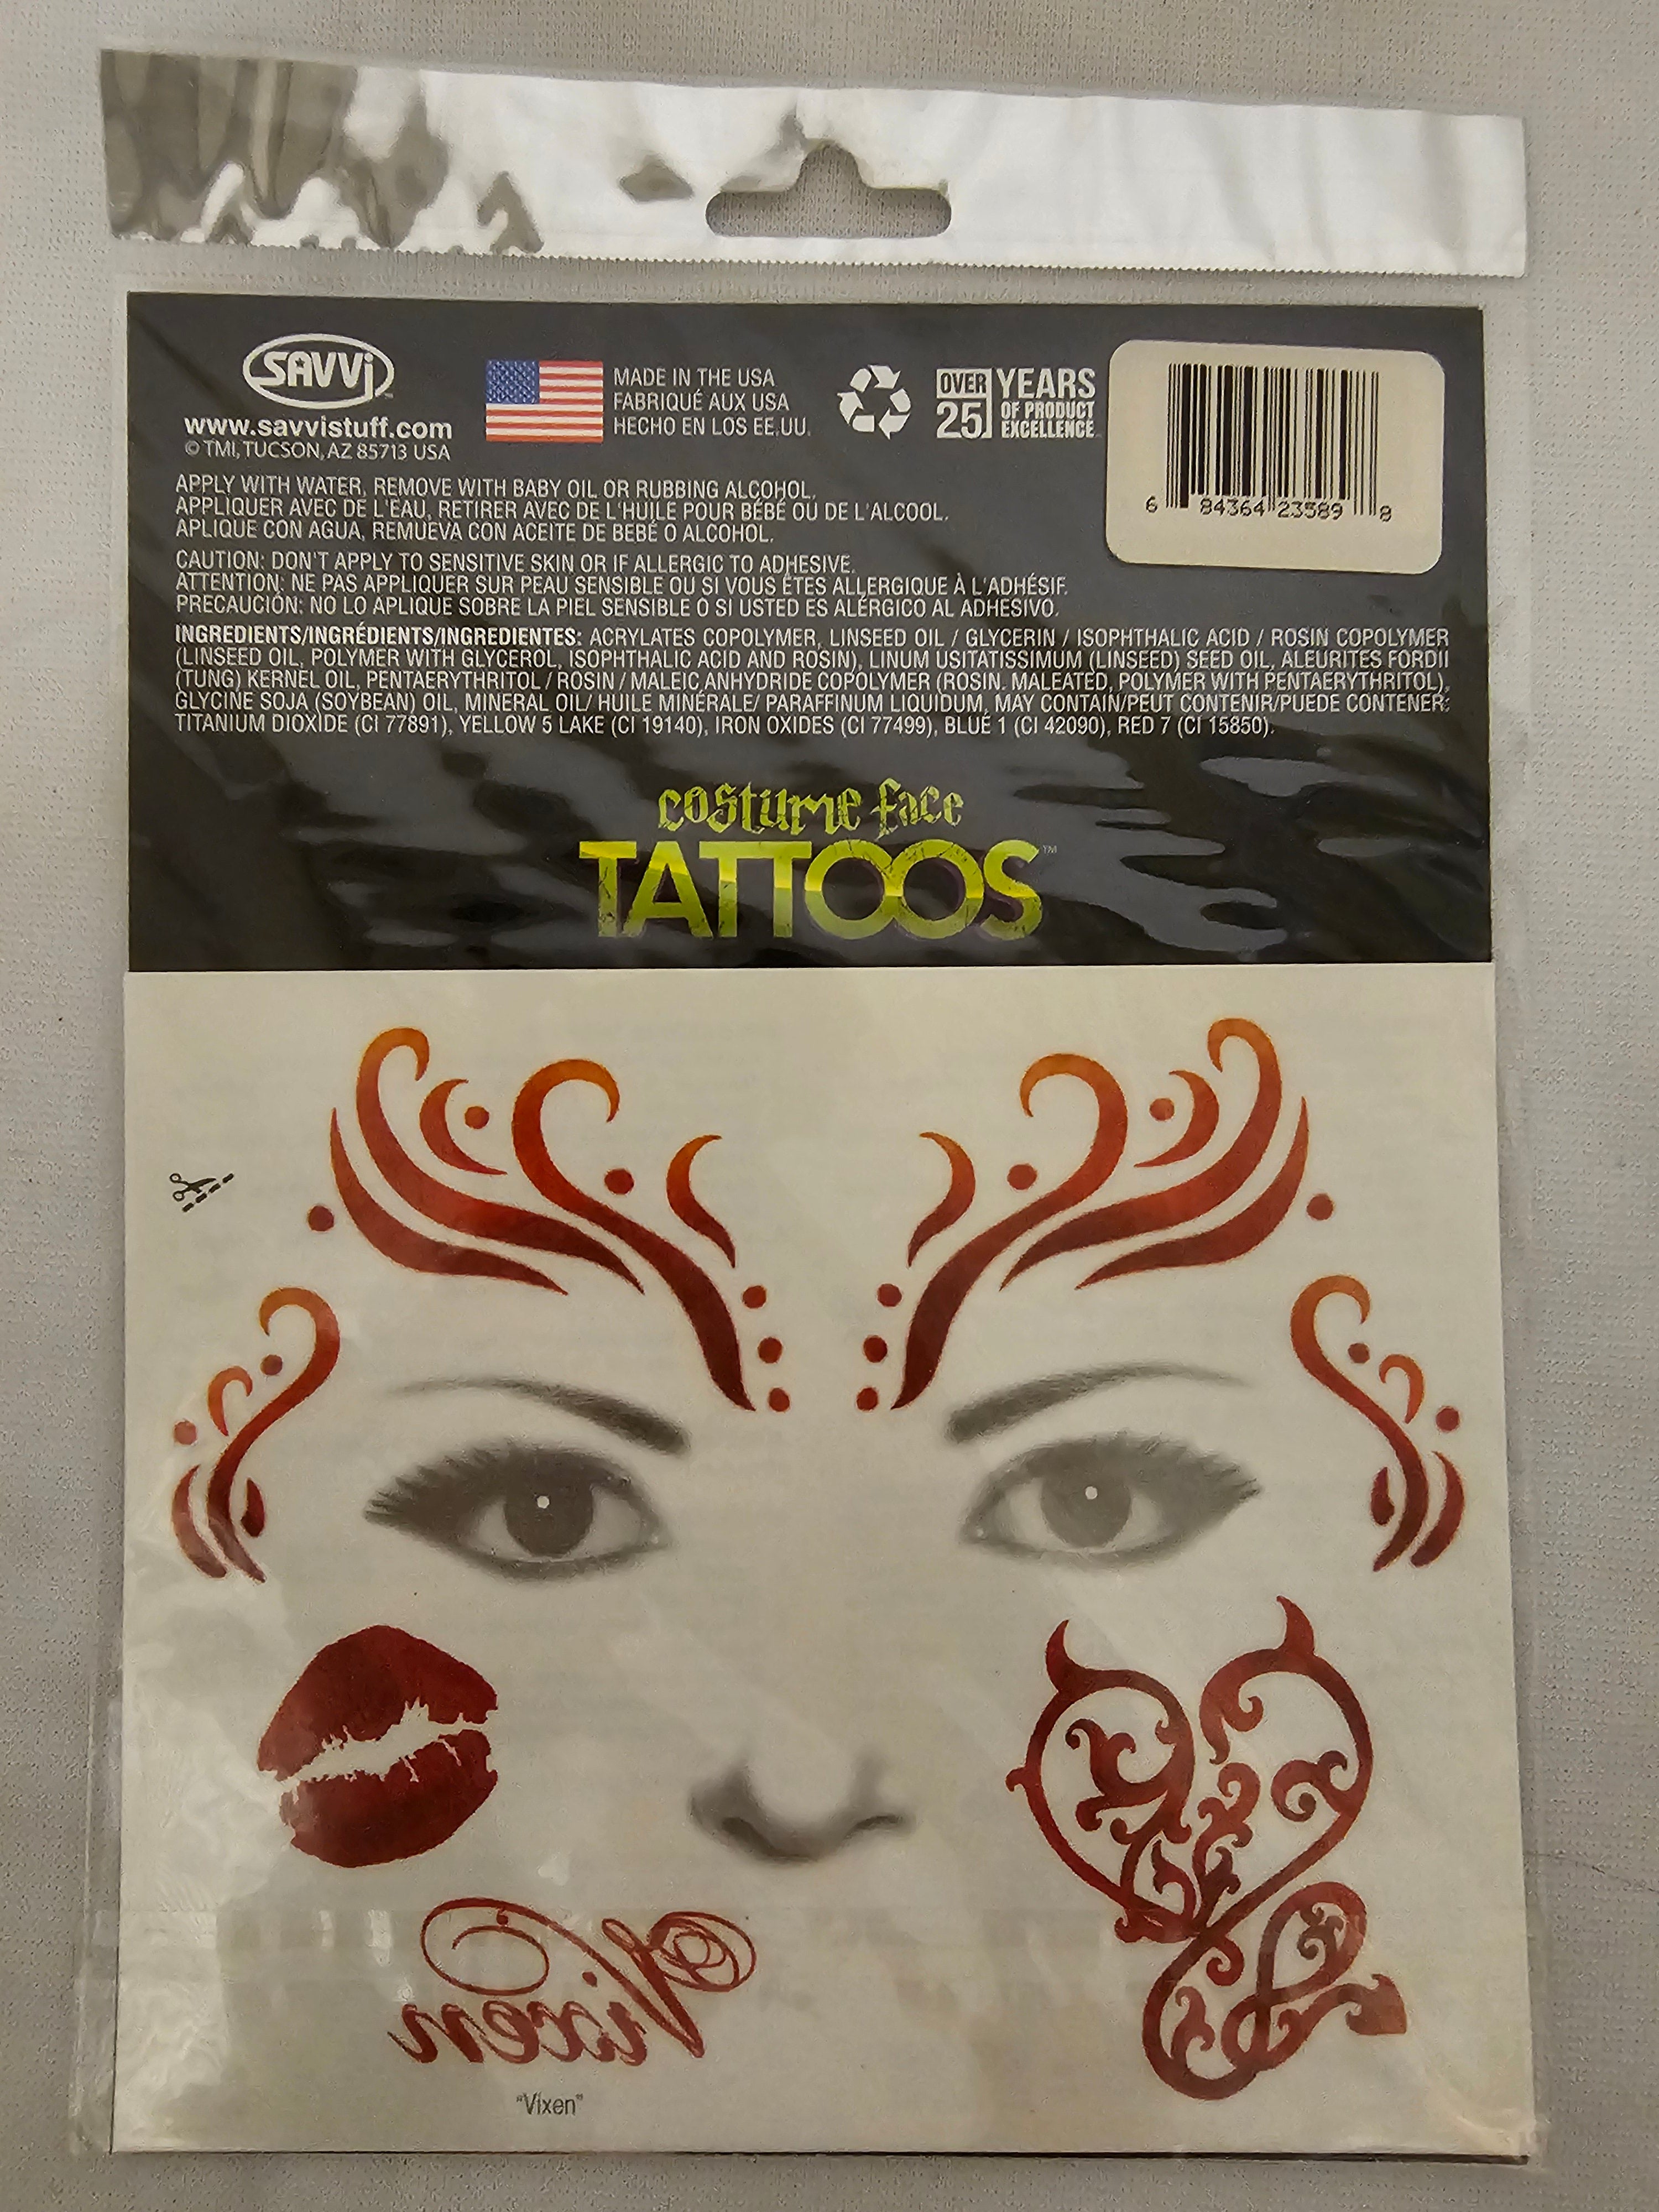 SAVVi
www.savvistuff.com
© TMI, TUCSON, AZ 85713 USA
MADE IN THE USA
FABRIQUÉ AUX USA
HECHO EN LOS EE.UU.
OVER 25 YEARS
OF PRODUCT
EXCELLENCE
6 84364 23589 8
APPLY WITH WATER, REMOVE WITH BABY OIL OR RUBBING ALCOHOL.
APPLIQUER AVEC DE L'EAU, RETIRER AVEC DE L'HUILE POUR BÉBÉ OU DE L'ALCOOL.
APLIQUE CON AGUA, REMUEVA CON ACEITE DE BEBÉ O ALCOHOL.
CAUTION: DON'T APPLY TO SENSITIVE SKIN OR IF ALLERGIC TO ADHESIVE.
ATTENTION: NE PAS APPLIQUER SUR PEAU SENSIBLE OU SI VOUS ÊTES ALLERGIQUE À L'ADHÉSIF.
PRECAUCIÓN: NO LO APLIQUE SOBRE LA PIEL SENSIBLE O SI USTED ES ALÉRGICO AL ADHESIVO.
INGREDIENTS/INGRÉDIENTS/INGREDIENTES: ACRYLATES COPOLYMER, LINSEED OIL / GLYCERIN / ISOPHTHALIC ACID / ROSIN COPOLYMER
(LINSEED OIL, POLYMER WITH GLYCEROL, ISOPHTHALIC ACID AND ROSIN), LINUM USITATISSIMUM (LINSEED) SEED OIL, ALEURITES FORDII
(TUNG) KERNEL OIL, PENTAERYTHRITOL / ROSIN / MALEIC ANHYDRIDE COPOLYMER (ROSIN. MALEATED, POLYMER WITH PENTAERYTHRITOL),
GLYCINE SOJA (SOYBEAN) OIL, MINERAL OIL/ HUILE MINÉRALE/ PARAFFINUM LIQUIDUM, MAY CONTAIN/PEUT CONTENIR/PUEDE CONTENER:
TITANIUM DIOXIDE (CI 77891), YELLOW 5 LAKE (CI 19140), IRON OXIDES (CI 77499), BLUE 1 (CI 42090), RED 7 (CI 15850).
costume face
TATTOOS™
Vixen
"Vixen"